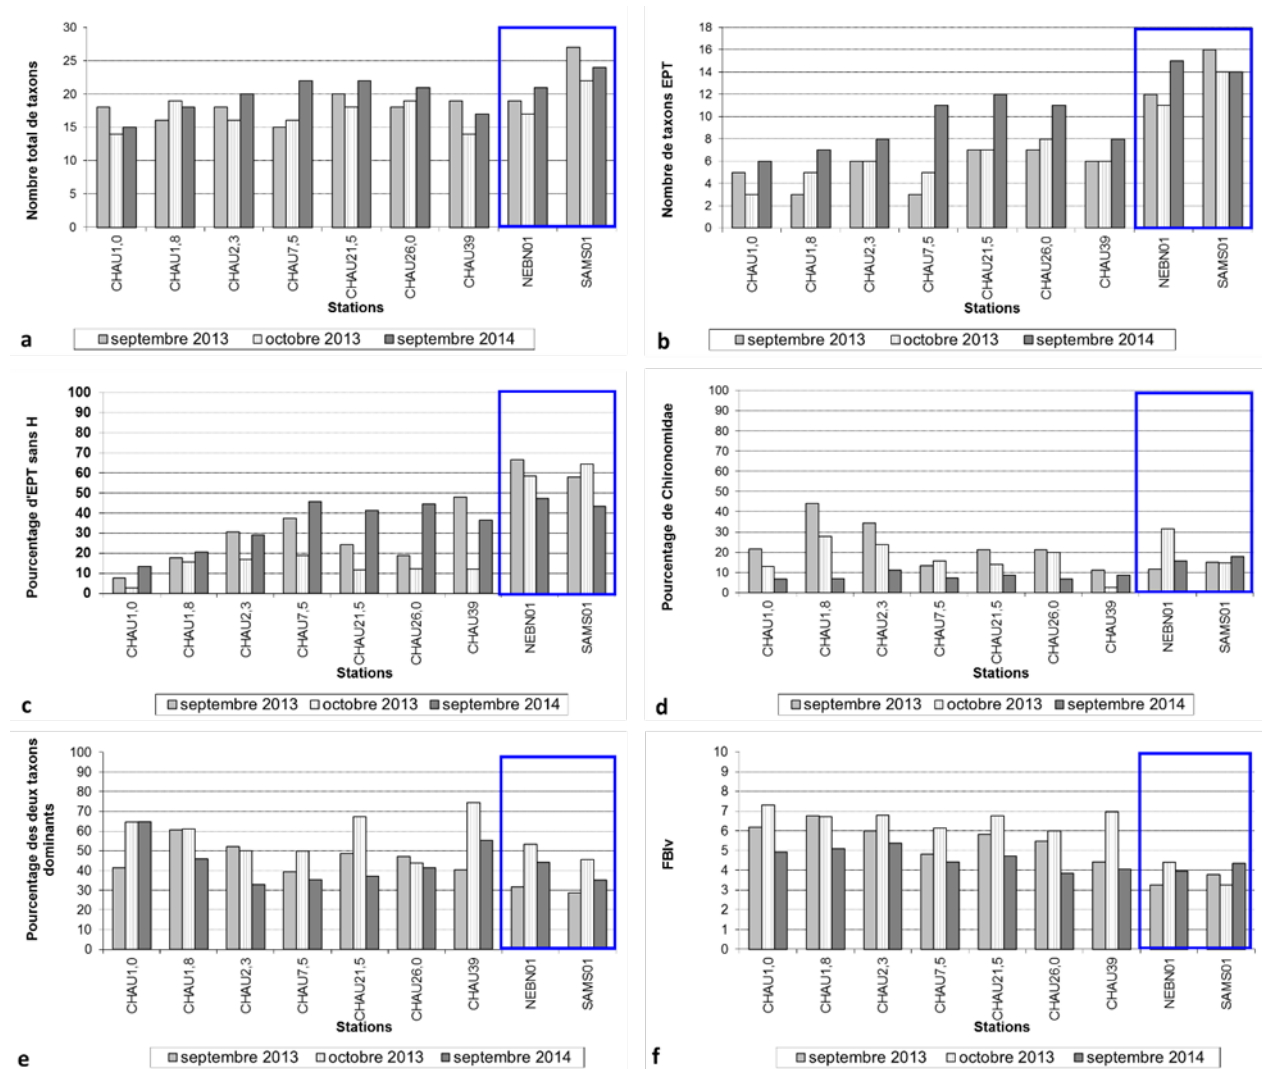 Nombre total de taxons
30
25
20
15
10
5
0
CHAU1,0
CHAU1,8
CHAU2,3
CHAU7,5
CHAU21,5
CHAU26,0
CHAU39
NEBN01
SAMS01
Stations
a
septembre 2013 octobre 2013 septembre 2014
Nombre de taxons EPT
18
16
14
12
10
8
6
4
2
0
CHAU1,0
CHAU1,8
CHAU2,3
CHAU7,5
CHAU21,5
CHAU26,0
CHAU39
NEBN01
SAMS01
Stations
b
septembre 2013 octobre 2013 septembre 2014
Pourcentage d'EPT sans H
100
90
80
70
60
50
40
30
20
10
0
CHAU1,0
CHAU1,8
CHAU2,3
CHAU7,5
CHAU21,5
CHAU26,0
CHAU39
NEBN01
SAMS01
Stations
c
septembre 2013 octobre 2013 septembre 2014
Pourcentage de Chironomidae
100
90
80
70
60
50
40
30
20
10
0
CHAU1,0
CHAU1,8
CHAU2,3
CHAU7,5
CHAU21,5
CHAU26,0
CHAU39
NEBN01
SAMS01
Stations
d
septembre 2013 octobre 2013 septembre 2014
Pourcentage des deux taxons
dominants
100
90
80
70
60
50
40
30
20
10
0
CHAU1,0
CHAU1,8
CHAU2,3
CHAU7,5
CHAU21,5
CHAU26,0
CHAU39
NEBN01
SAMS01
Stations
e
septembre 2013 octobre 2013 septembre 2014
FBIv
10
9
8
7
6
5
4
3
2
1
0
CHAU1,0
CHAU1,8
CHAU2,3
CHAU7,5
CHAU21,5
CHAU26,0
CHAU39
NEBN01
SAMS01
Stations
f
septembre 2013 octobre 2013 septembre 2014